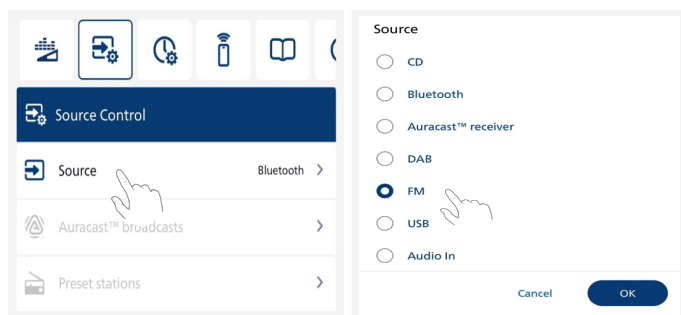 Source Control
Source Bluetooth
Auracast™ broadcasts
Preset stations
Source
CD
Bluetooth
Auracast™ receiver
DAB
FM
USB
Audio In
Cancel OK